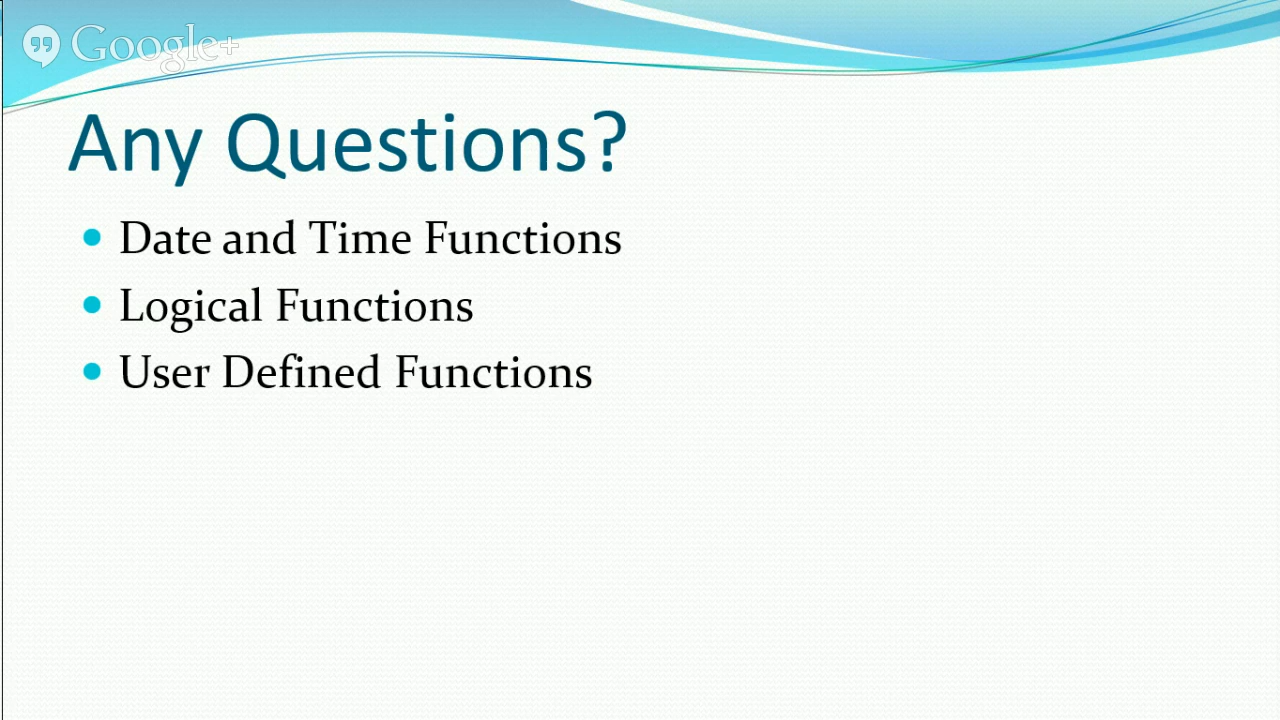 Google+
Any Questions?
Date and Time Functions
Logical Functions
User Defined Functions